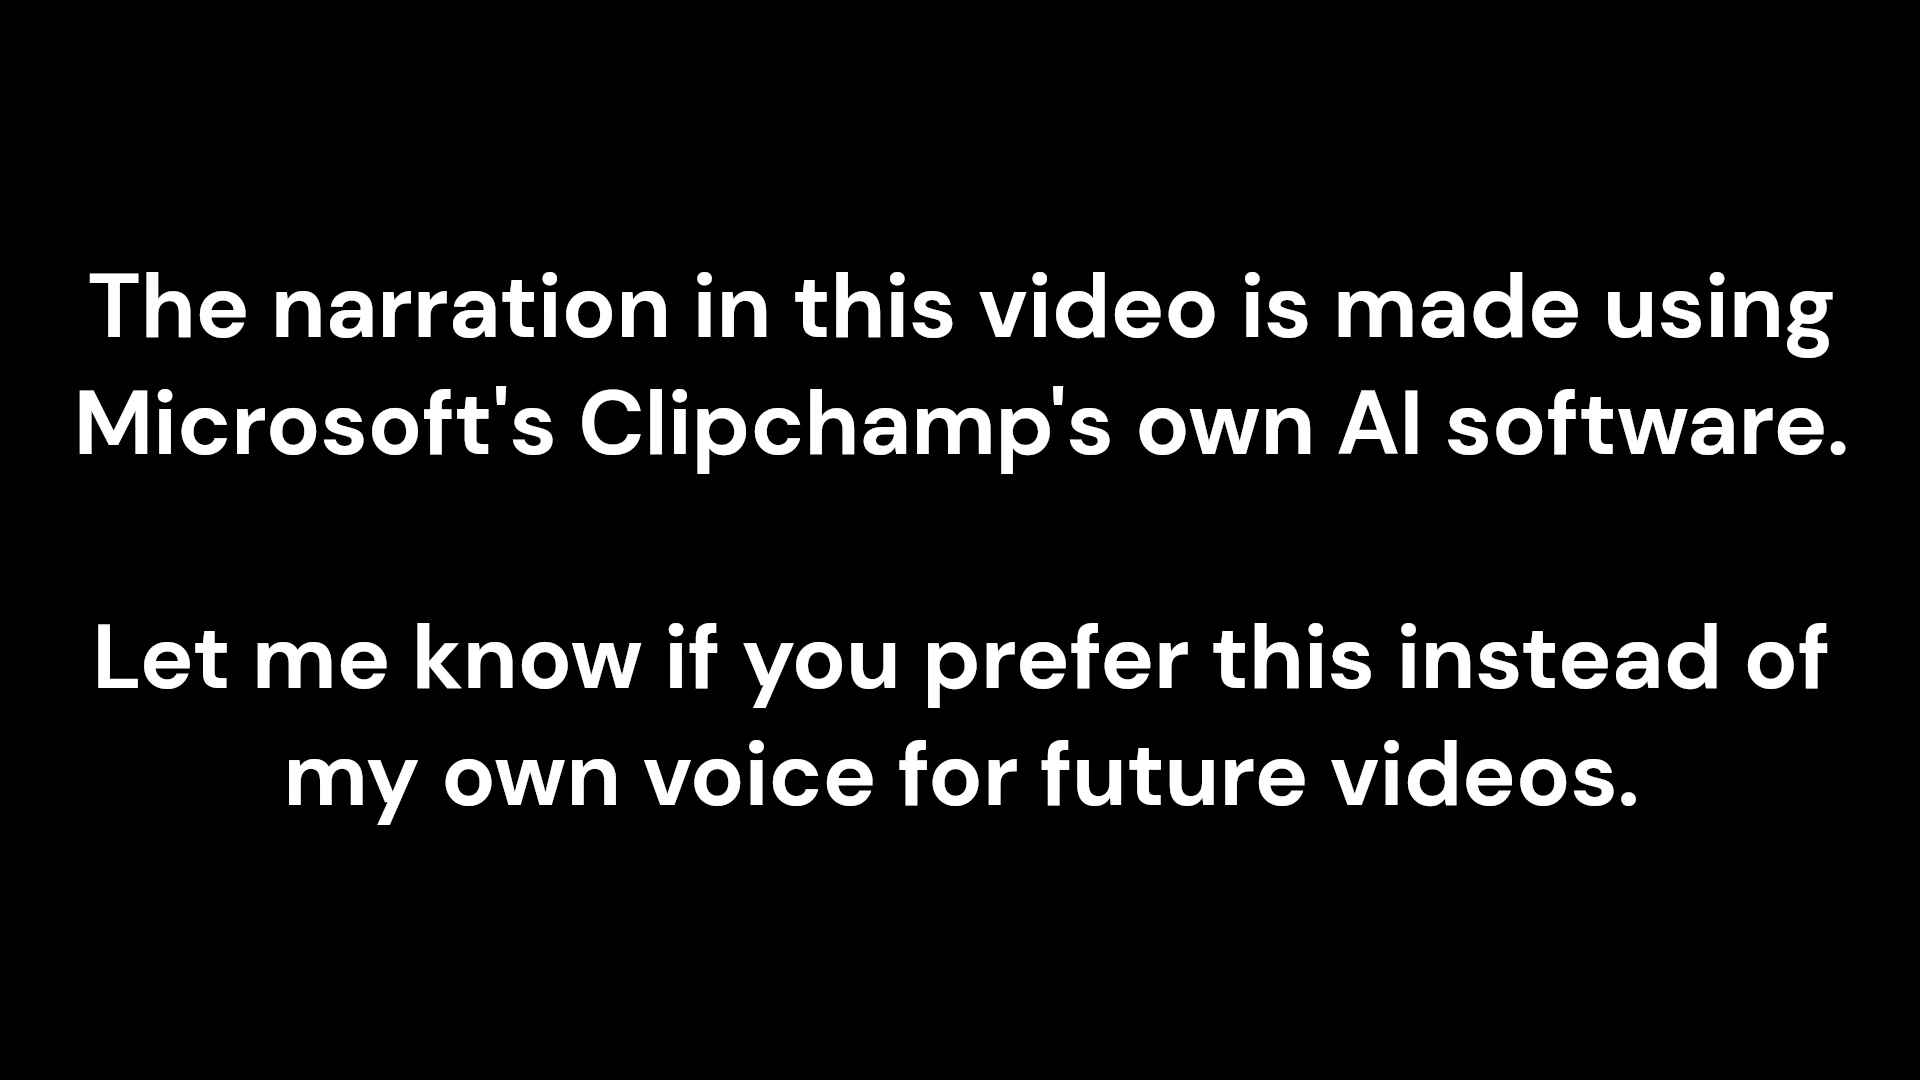 The narration in this video is made using
Microsoft's Clipchamp's own AI software.
Let me know if you prefer this instead of
my own voice for future videos.